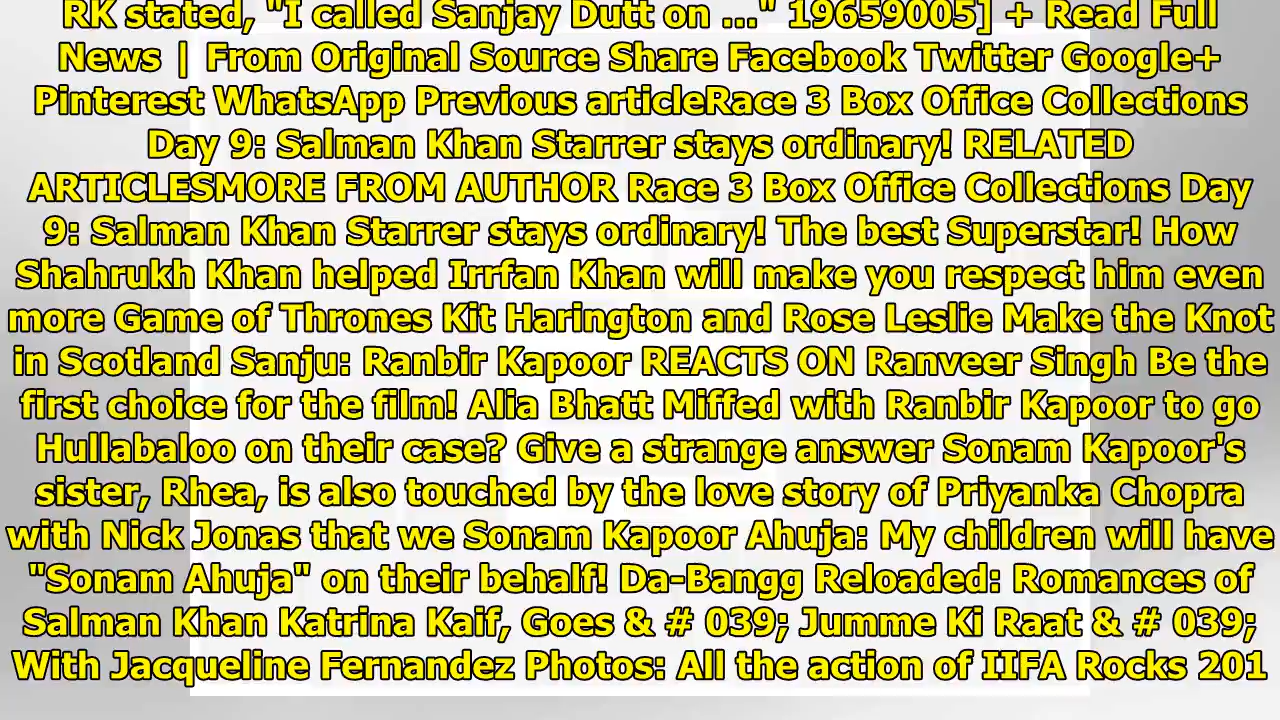 RK stated, "I called Sanjay Dutt on ..." 19659005] + Read Full
News | From Original Source Share Facebook Twitter Google+
Pinterest WhatsApp Previous articleRace 3 Box Office Collections
Day 9: Salman Khan Starrer stays ordinary! RELATED
ARTICLESMORE FROM AUTHOR Race 3 Box Office Collections Day
9: Salman Khan Starrer stays ordinary! The best Superstar! How
Shahrukh Khan helped Irrfan Khan will make you respect him even
more Game of Thrones Kit Harington and Rose Leslie Make the Knot
in Scotland Sanju: Ranbir Kapoor REACTS ON Ranveer Singh Be the
first choice for the film! Alia Bhatt Miffed with Ranbir Kapoor to go
Hullabaloo on their case? Give a strange answer Sonam Kapoor's
sister, Rhea, is also touched by the love story of Priyanka Chopra
with Nick Jonas that we Sonam Kapoor Ahuja: My children will have
"Sonam Ahuja" on their behalf! Da-Bangg Reloaded: Romances of
Salman Khan Katrina Kaif, Goes & # 039; Jumme Ki Raat & # 039;
With Jacqueline Fernandez Photos: All the action of IIFA Rocks 201